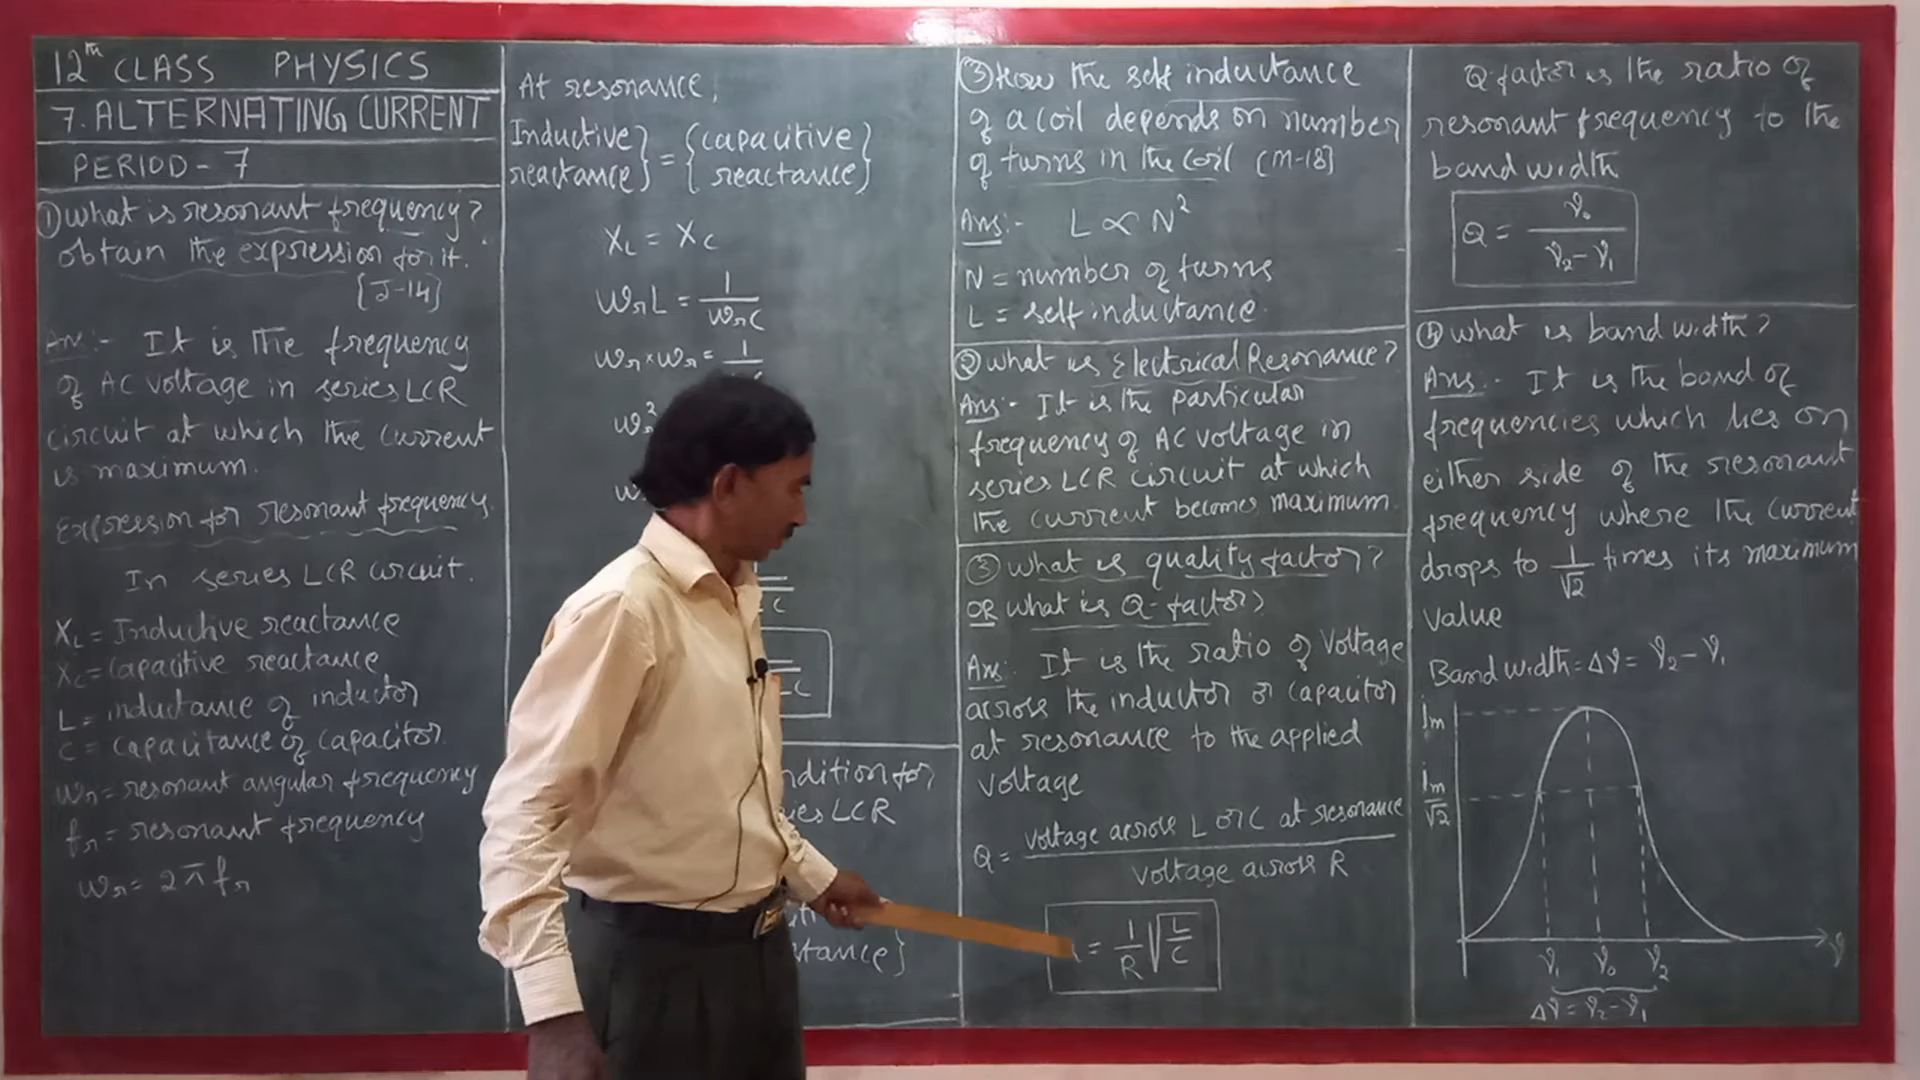 12th CLASS PHYSICS
7. ALTERNATING CURRENT
PERIOD - 7
① What is resonant frequency?
obtain the expression for it.
[J-14]
Ans:- It is the frequency
of AC voltage in series LCR
circuit at which the current
is maximum.
Expression for resonant frequency.
In series LCR circuit.
XL = Inductive reactance
XC = capacitive reactance
L = inductance of inductor
C = capacitance of capacitor.
ωr = resonant angular frequency
fr = resonant frequency
ωr = 2πfr
At resonance,
Inductive reactance} = {capacitive reactance}
XL = XC
ωrL = 1/ωrC
ωr × ωr = 1/
ωr²
ndition for
es LCR
tance}
③ How the self inductance
of a coil depends on number
of turns in the coil [M-18]
Ans:- L ∝ N²
N = number of turns
L = self inductance.
② What is Electrical Resonance?
Ans:- It is the particular
frequency of AC voltage in
series LCR circuit at which
the current becomes maximum.
③ What is quality factor?
OR What is Q-factor?
Ans:- It is the ratio of Voltage
across the inductor or capacitor
at resonance to the applied
voltage
Q = voltage across L or C at resonance / voltage across R
= 1/R √(L/C)
Q factor is the ratio of
resonant frequency to the
band width
Q = ν₀ / ν₂ - ν₁
④ What is band width?
Ans:- It is the band of
frequencies which lies on
either side of the resonant
frequency where the current
drops to 1/√2 times its maximum
value
Band width = Δν = ν₂ - ν₁
Im
Im/√2
ν₁ ν₀ ν₂ ν
Δν = ν₂ - ν₁